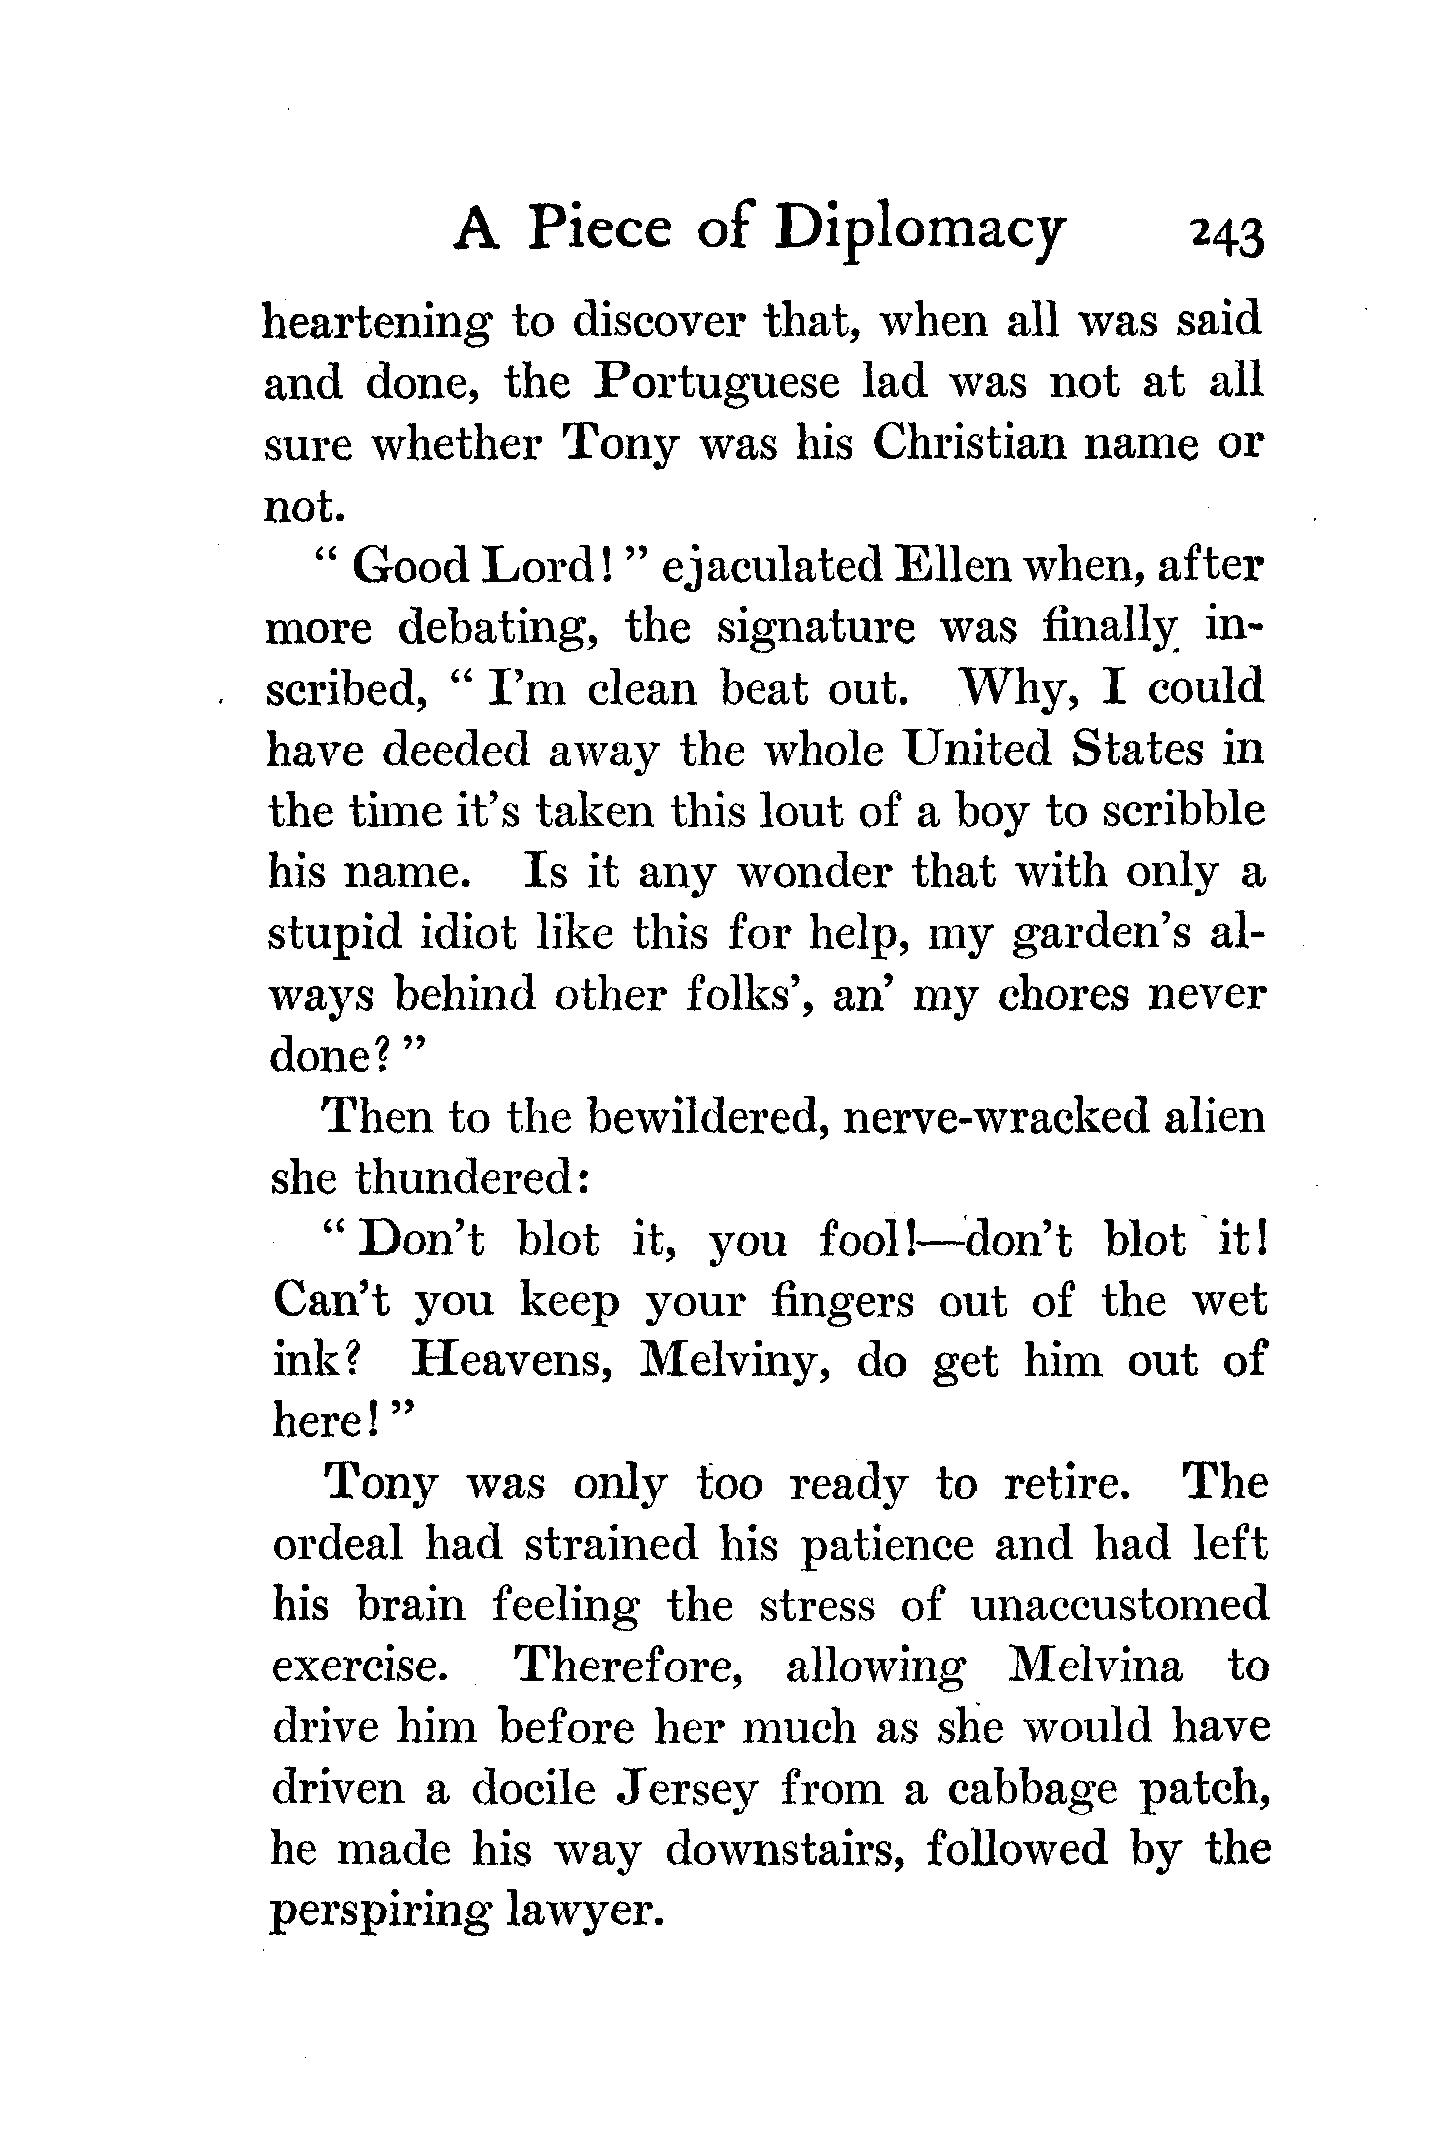 A Piece of Diplomacy 243
heartening to discover that, when all was said
and done, the Portuguese lad was not at all
sure whether Tony was his Christian name or
not.
" Good Lord! " ejaculated Ellen when, after
more debating, the signature was finally in-
scribed, " I'm clean beat out. Why, I could
have deeded away the whole United States in
the time it's taken this lout of a boy to scribble
his name. Is it any wonder that with only a
stupid idiot like this for help, my garden's al-
ways behind other folks', an' my chores never
done? "
Then to the bewildered, nerve-wracked alien
she thundered:
" Don't blot it, you fool!—don't blot it!
Can't you keep your fingers out of the wet
ink? Heavens, Melviny, do get him out of
here! "
Tony was only too ready to retire. The
ordeal had strained his patience and had left
his brain feeling the stress of unaccustomed
exercise. Therefore, allowing Melvina to
drive him before her much as she would have
driven a docile Jersey from a cabbage patch,
he made his way downstairs, followed by the
perspiring lawyer.